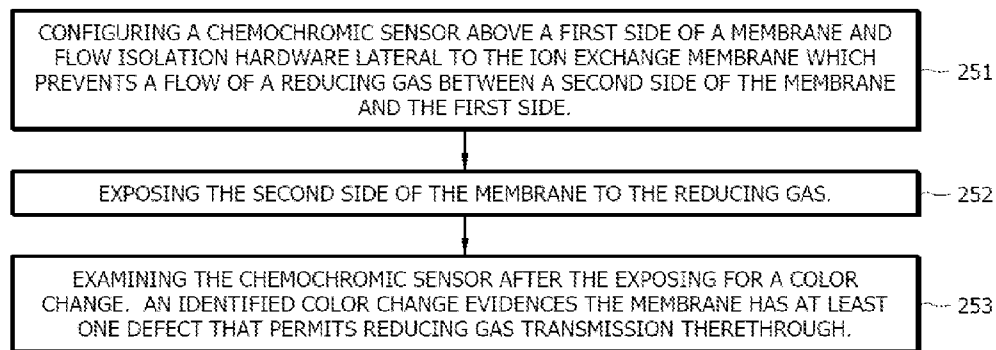 CONFIGURING A CHEMOCHROMIC SENSOR ABOVE A FIRST SIDE OF A MEMBRANE AND
FLOW ISOLATION HARDWARE LATERAL TO THE ION EXCHANGE MEMBRANE WHICH
PREVENTS A FLOW OF A REDUCING GAS BETWEEN A SECOND SIDE OF THE MEMBRANE
AND THE FIRST SIDE.
251
EXPOSING THE SECOND SIDE OF THE MEMBRANE TO THE REDUCING GAS.
252
EXAMINING THE CHEMOCHROMIC SENSOR AFTER THE EXPOSING FOR A COLOR
CHANGE. AN IDENTIFIED COLOR CHANGE EVIDENCES THE MEMBRANE HAS AT LEAST
ONE DEFECT THAT PERMITS REDUCING GAS TRANSMISSION THERETHROUGH.
253